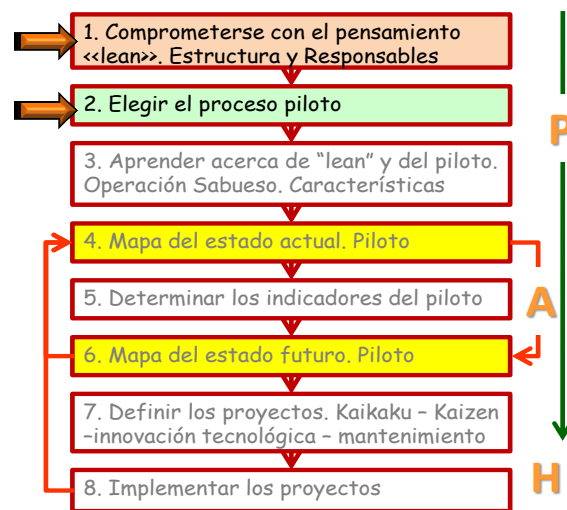 1. Comprometerse con el pensamiento
<<lean>>. Estructura y Responsables
2. Elegir el proceso piloto
P
3. Aprender acerca de “lean” y del piloto.
Operación Sabueso. Características
4. Mapa del estado actual. Piloto
5. Determinar los indicadores del piloto
A
6. Mapa del estado futuro. Piloto
7. Definir los proyectos. Kaikaku – Kaizen
–innovación tecnológica – mantenimiento
8. Implementar los proyectos
H